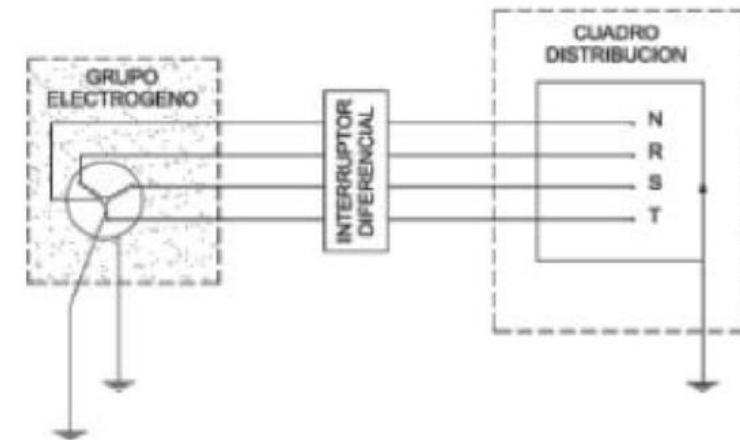 GRUPO
ELECTROGENO
INTERRUPTOR
DIFERENCIAL
CUADRO
DISTRIBUCION
N
R
S
T